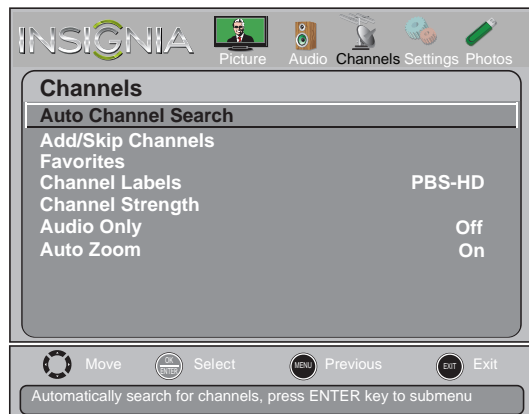 INSIGNIA
Picture Audio Channels Settings Photos
Channels
Auto Channel Search
Add/Skip Channels
Favorites
Channel Labels PBS-HD
Channel Strength
Audio Only Off
Auto Zoom On
Move OK ENTER Select MENU Previous EXIT Exit
Automatically search for channels, press ENTER key to submenu